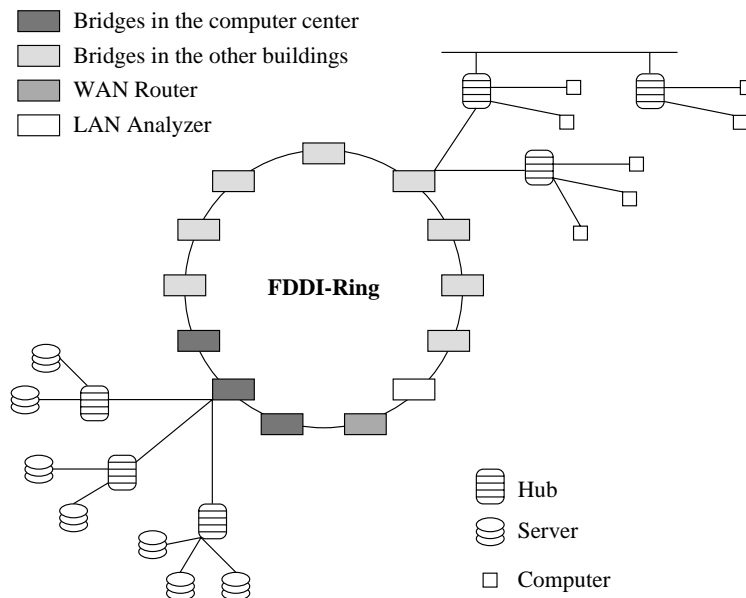 Bridges in the computer center
Bridges in the other buildings
WAN Router
LAN Analyzer
FDDI-Ring
Hub
Server
Computer